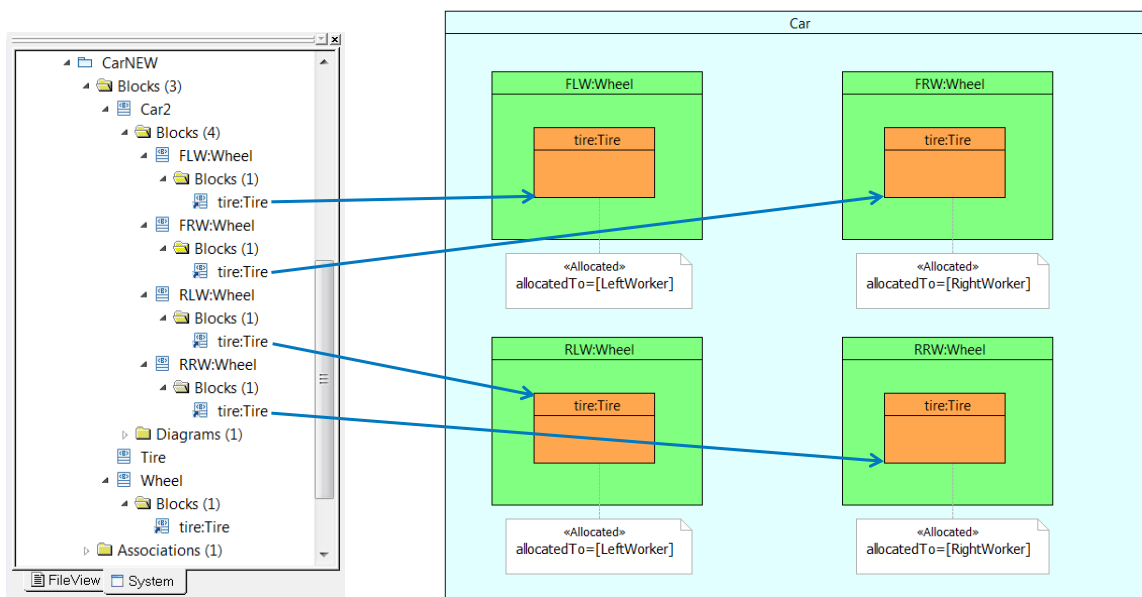 CarNEW
Blocks (3)
Car2
Blocks (4)
FLW:Wheel
Blocks (1)
tire:Tire
FRW:Wheel
Blocks (1)
tire:Tire
RLW:Wheel
Blocks (1)
tire:Tire
RRW:Wheel
Blocks (1)
tire:Tire
Diagrams (1)
Tire
Wheel
Blocks (1)
tire:Tire
Associations (1)
FileView
System
Car
FLW:Wheel
tire:Tire
«Allocated»
allocatedTo=[LeftWorker]
FRW:Wheel
tire:Tire
«Allocated»
allocatedTo=[RightWorker]
RLW:Wheel
tire:Tire
«Allocated»
allocatedTo=[LeftWorker]
RRW:Wheel
tire:Tire
«Allocated»
allocatedTo=[RightWorker]